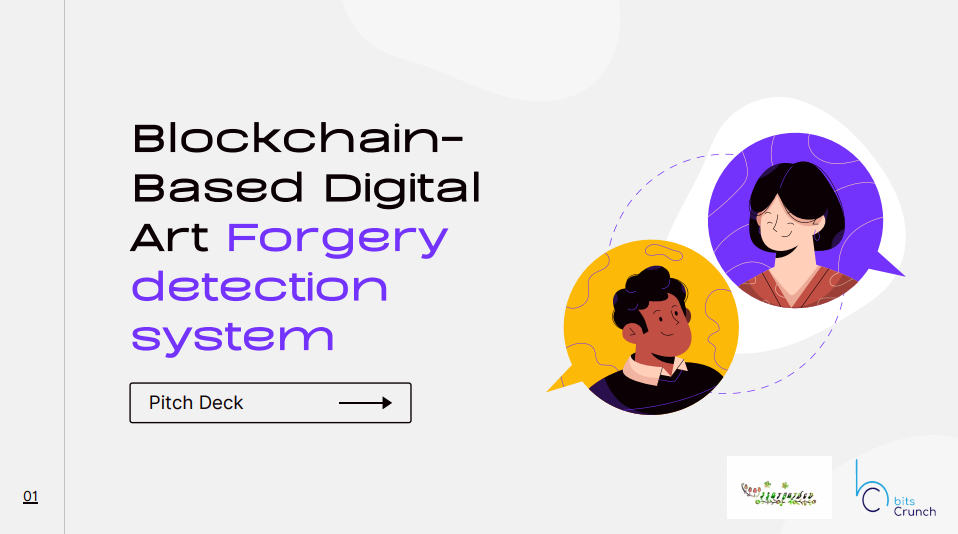 Blockchain-
Based Digital
Art Forgery
detection
system
Pitch Deck
01
bits
Crunch